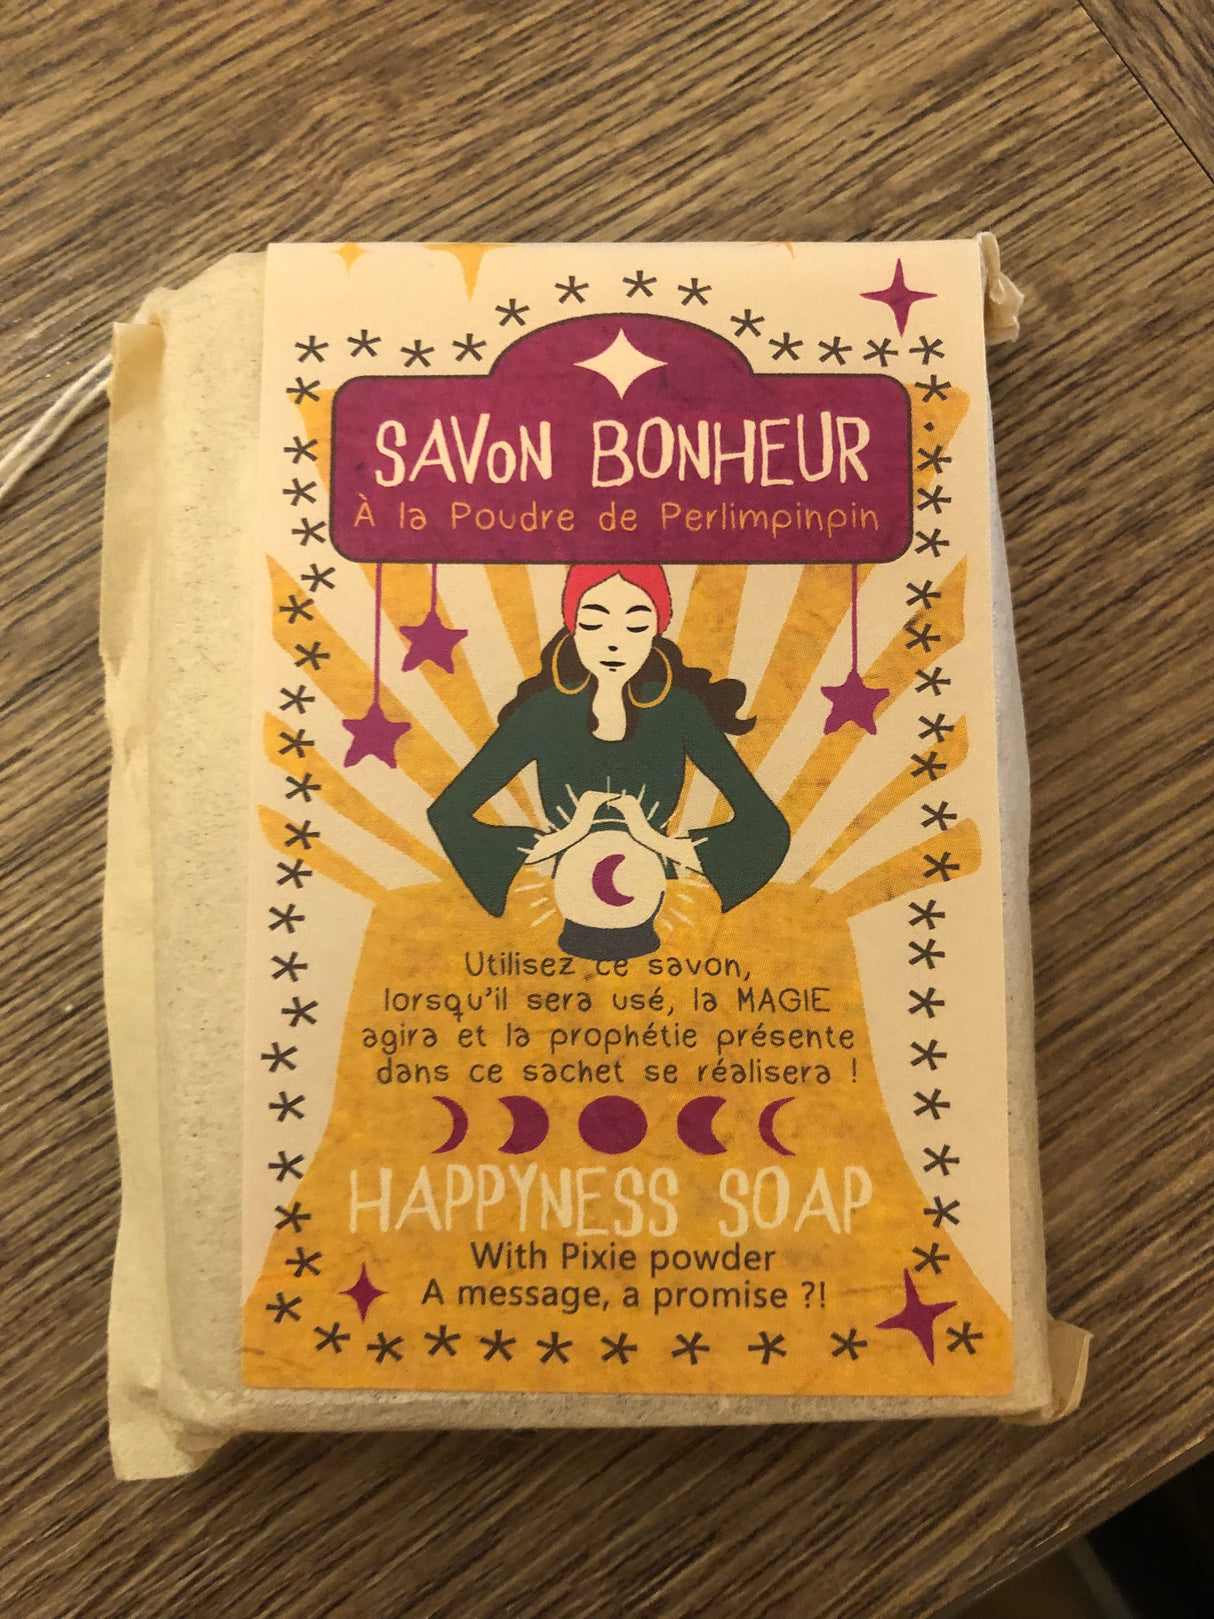 SAVON BONHEUR
À la Poudre de Perlimpinpin
Utilisez ce savon,
lorsqu'il sera usé, la MAGIE
agira et la prophétie présente
dans ce sachet se réalisera !
HAPPYNESS SOAP
With Pixie powder
A message, a promise ?!